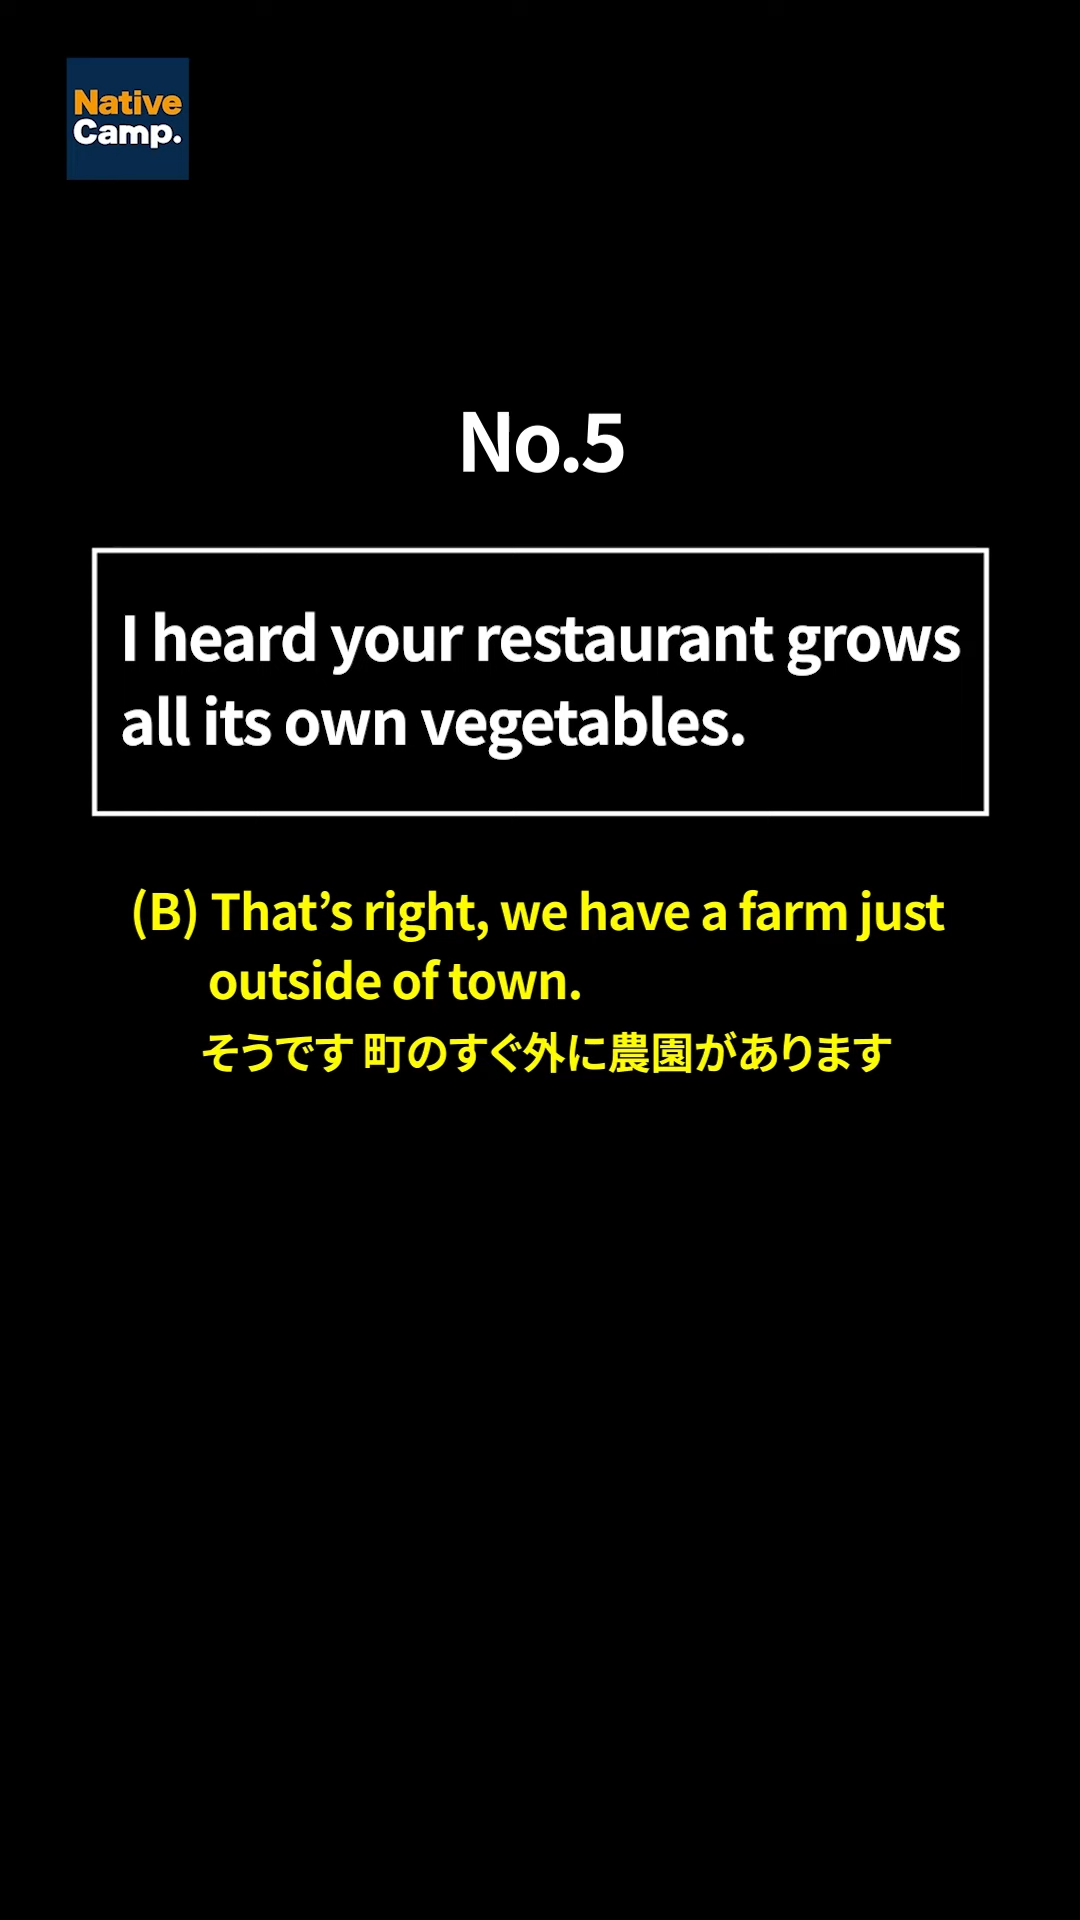 Native
Camp.
No.5
I heard your restaurant grows
all its own vegetables.
(B) That’s right, we have a farm just
outside of town.
そうです 町のすぐ外に農園があります